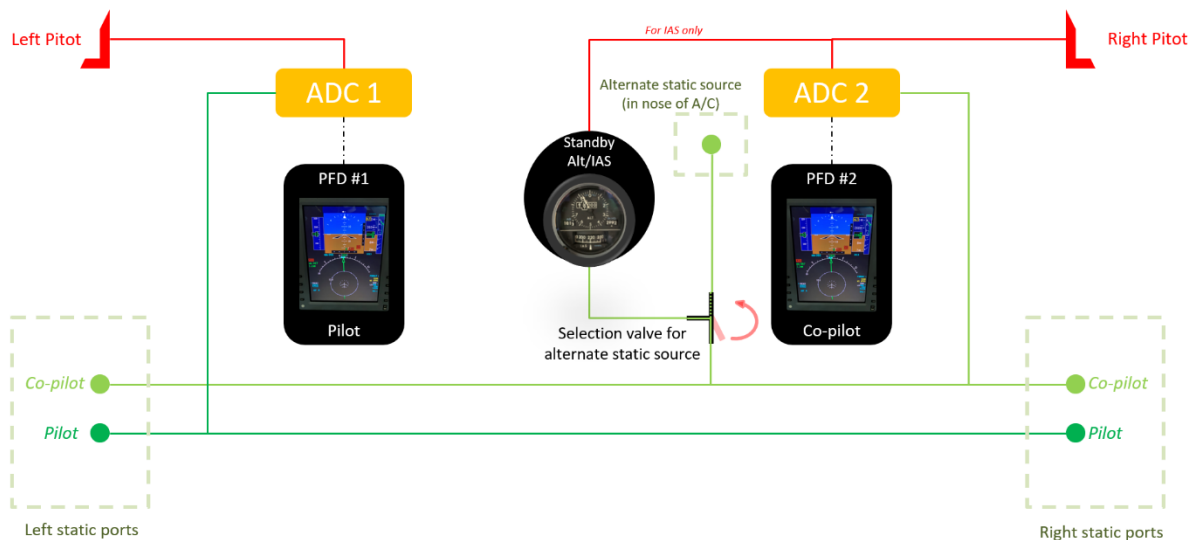 For IAS only
Left Pitot
Right Pitot
ADC 1
Alternate static source
(in nose of A/C)
ADC 2
Standby
Alt/IAS
PFD #1
PFD #2
Pilot
Selection valve for
alternate static source
Co-pilot
Co-pilot
Co-pilot
Pilot
Pilot
Left static ports
Right static ports